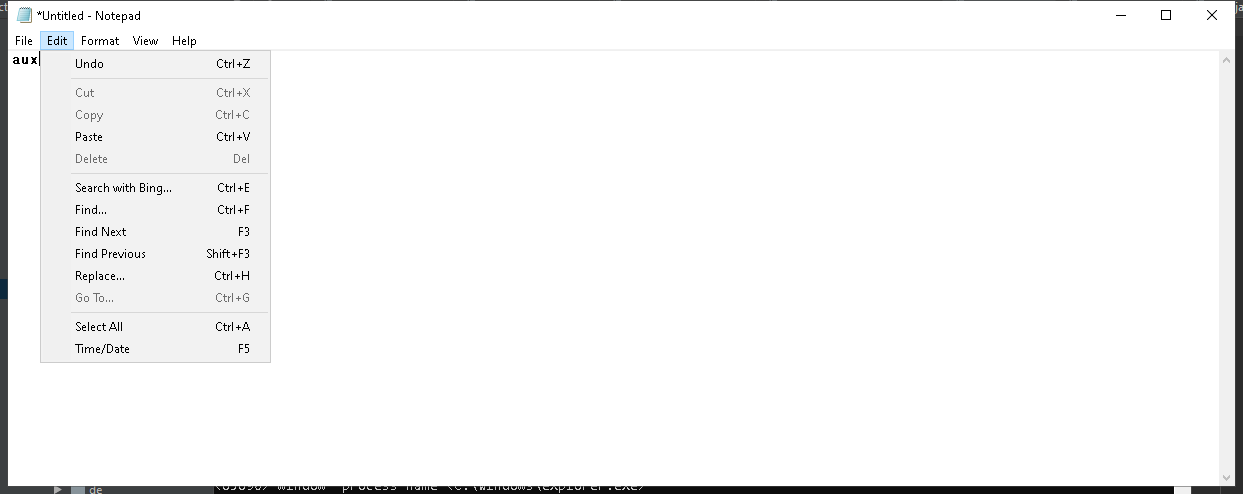 *Untitled - Notepad
File Edit Format View Help
aux
Undo Ctrl+Z
Cut Ctrl+X
Copy Ctrl+C
Paste Ctrl+V
Delete Del
Search with Bing... Ctrl+E
Find... Ctrl+F
Find Next F3
Find Previous Shift+F3
Replace... Ctrl+H
Go To... Ctrl+G
Select All Ctrl+A
Time/Date F5
de
window process name <C:\Windows\explorer.exe>